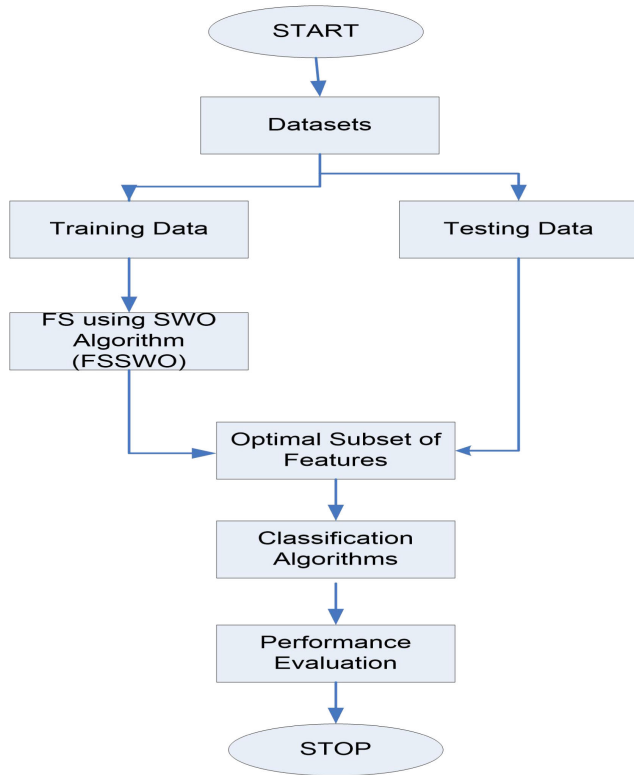 START
Datasets
Training Data
Testing Data
FS using SWO
Algorithm
(FSSWO)
Optimal Subset of
Features
Classification
Algorithms
Performance
Evaluation
STOP